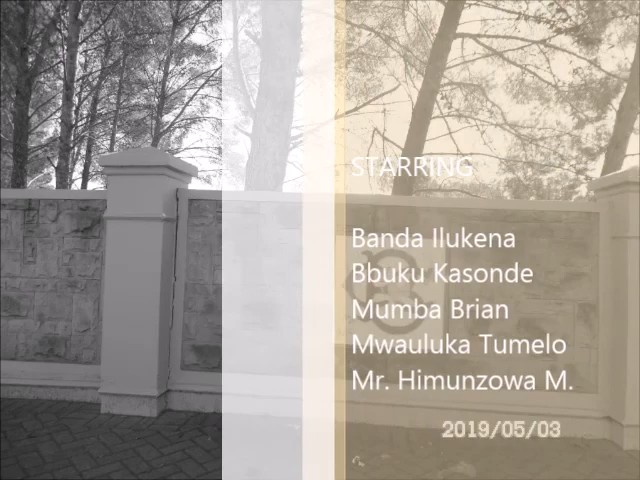 STARRING
Banda Ilukena
Bbuku Kasonde
Mumba Brian
Mwauluka Tumelo
Mr. Himunzowa M.
2019/05/03